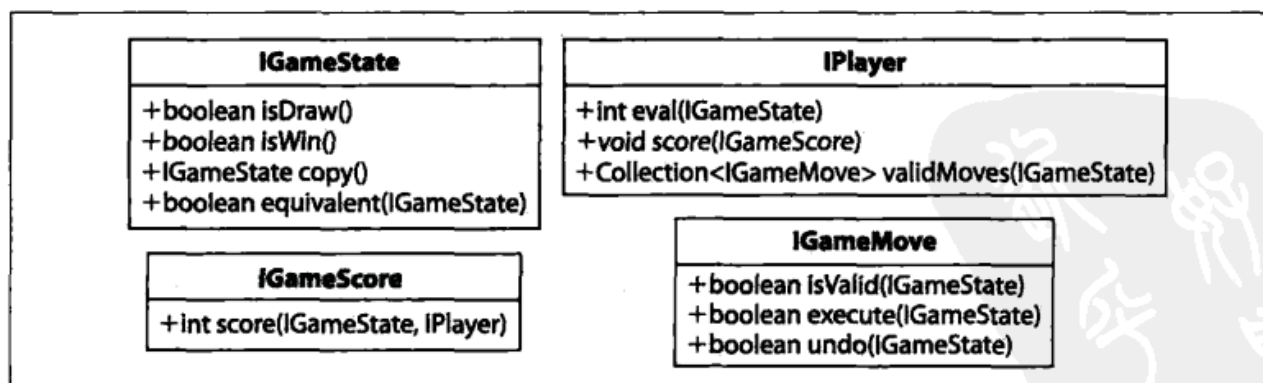 IGameState
+boolean isDraw()
+boolean isWin()
+IGameState copy()
+boolean equivalent(IGameState)
IPlayer
+int eval(IGameState)
+void score(IGameScore)
+Collection<IGameMove> validMoves(IGameState)
IGameScore
+int score(IGameState, IPlayer)
IGameMove
+boolean isValid(IGameState)
+boolean execute(IGameState)
+boolean undo(IGameState)